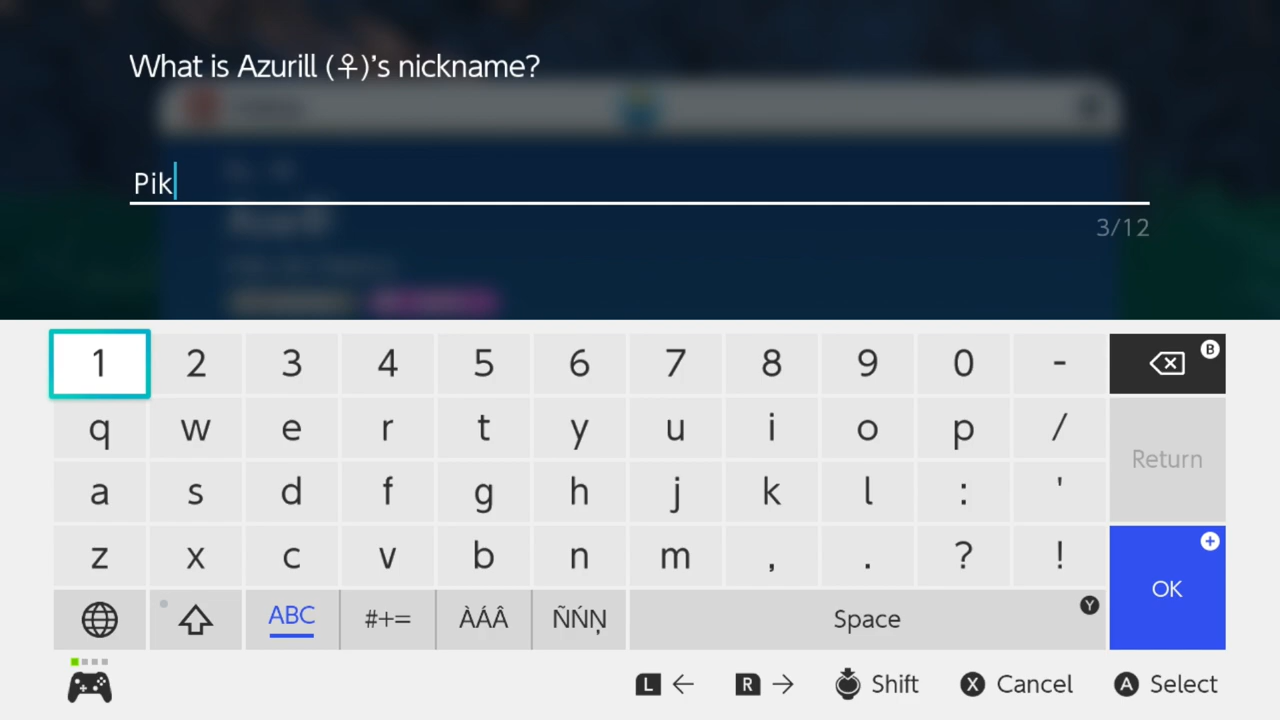 What is Azurill (♀)'s nickname?
Pik
3/12
1 2 3 4 5 6 7 8 9 0 - B
q w e r t y u i o p /
Return
a s d f g h j k l : '
z x c v b n m , . ? ! +
OK
ABC #+= ÀÁÂ ÑŃŅ Space Y
L ← R → Shift X Cancel A Select